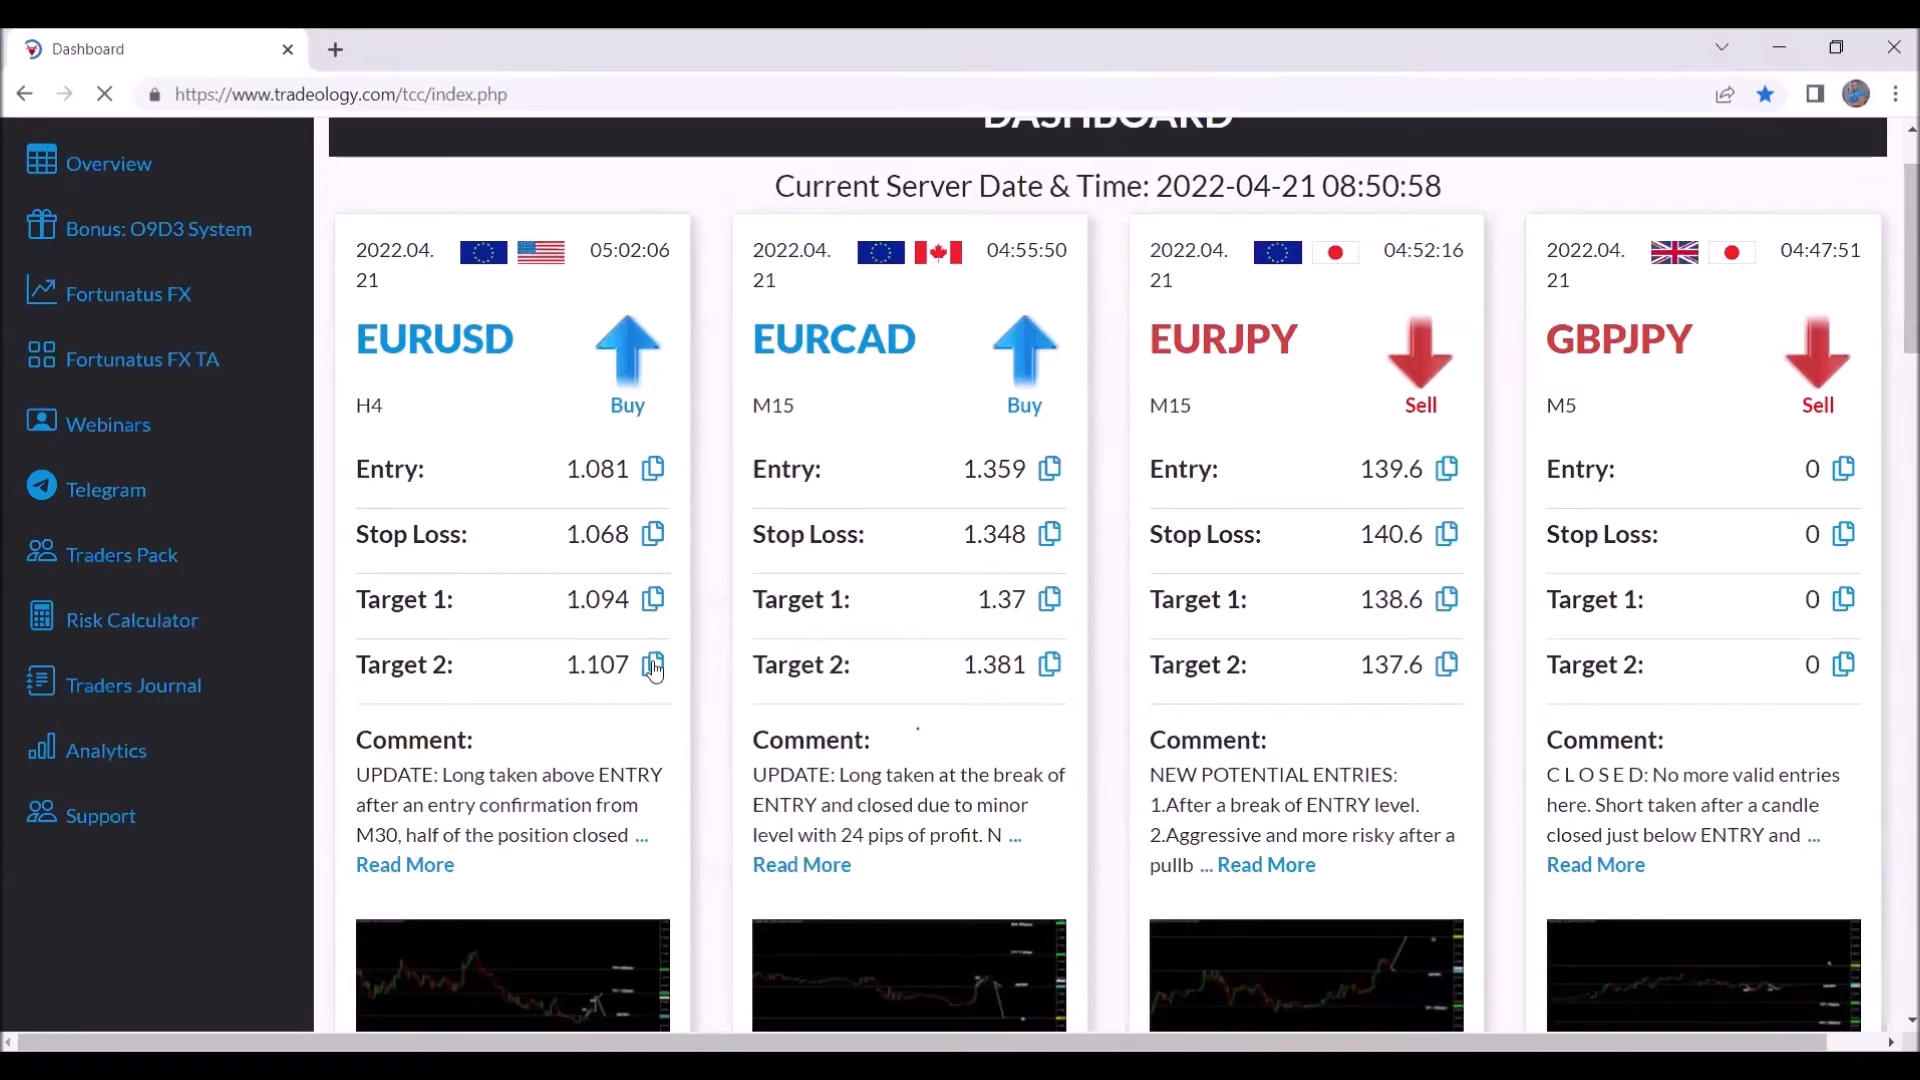 Dashboard
https://www.tradeology.com/tcc/index.php
DASHBOARD
Overview
Bonus: O9D3 System
Fortunatus FX
Fortunatus FX TA
Webinars
Telegram
Traders Pack
Risk Calculator
Traders Journal
Analytics
Support
Current Server Date & Time: 2022-04-21 08:50:58
2022.04.
21
05:02:06
EURUSD
H4
Buy
Entry: 1.081
Stop Loss: 1.068
Target 1: 1.094
Target 2: 1.107
Comment:
UPDATE: Long taken above ENTRY
after an entry confirmation from
M30, half of the position closed ...
Read More
2022.04.
21
04:55:50
EURCAD
M15
Buy
Entry: 1.359
Stop Loss: 1.348
Target 1: 1.37
Target 2: 1.381
Comment:
UPDATE: Long taken at the break of
ENTRY and closed due to minor
level with 24 pips of profit. N ...
Read More
2022.04.
21
04:52:16
EURJPY
M15
Sell
Entry: 139.6
Stop Loss: 140.6
Target 1: 138.6
Target 2: 137.6
Comment:
NEW POTENTIAL ENTRIES:
1.After a break of ENTRY level.
2.Aggressive and more risky after a
pullb ... Read More
2022.04.
21
04:47:51
GBPJPY
M5
Sell
Entry: 0
Stop Loss: 0
Target 1: 0
Target 2: 0
Comment:
C L O S E D: No more valid entries
here. Short taken after a candle
closed just below ENTRY and ...
Read More